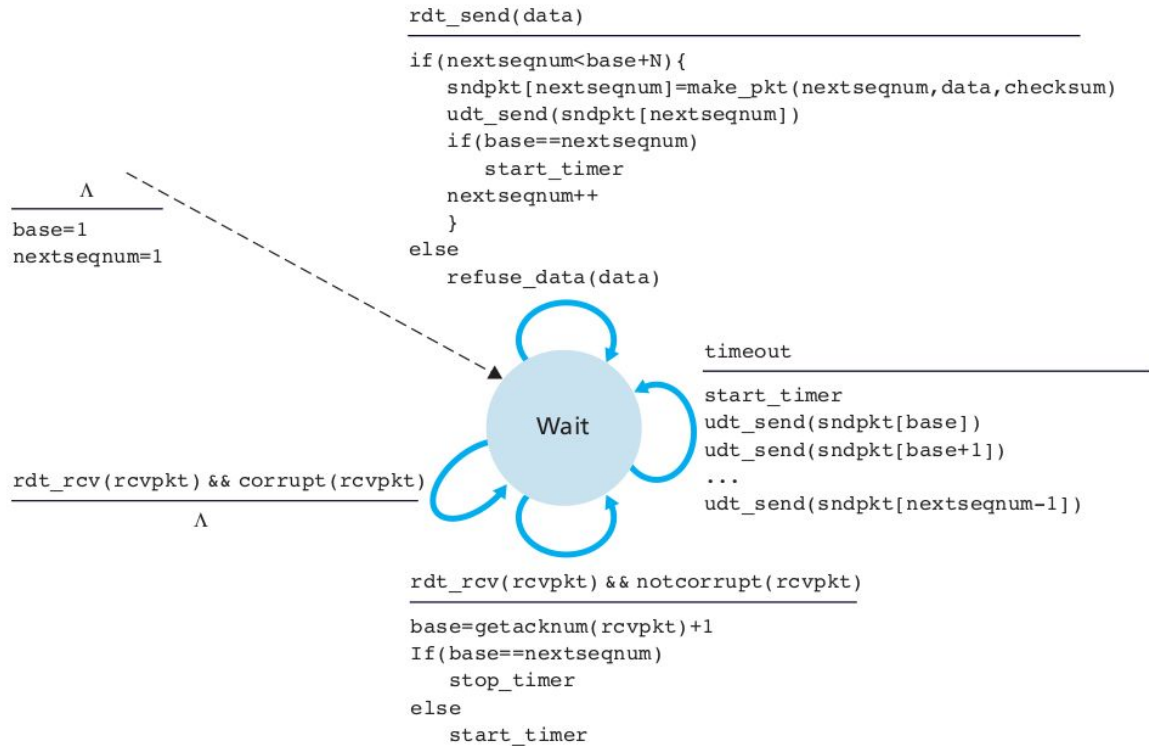 rdt_send(data)
if(nextseqnum<base+N){
sndpkt[nextseqnum]=make_pkt(nextseqnum,data,checksum)
udt_send(sndpkt[nextseqnum])
if(base==nextseqnum)
start_timer
nextseqnum++
}
else
refuse_data(data)
Λ
base=1
nextseqnum=1
timeout
start_timer
udt_send(sndpkt[base])
udt_send(sndpkt[base+1])
...
udt_send(sndpkt[nextseqnum-1])
Wait
rdt_rcv(rcvpkt) && corrupt(rcvpkt)
Λ
rdt_rcv(rcvpkt) && notcorrupt(rcvpkt)
base=getacknum(rcvpkt)+1
If(base==nextseqnum)
stop_timer
else
start_timer